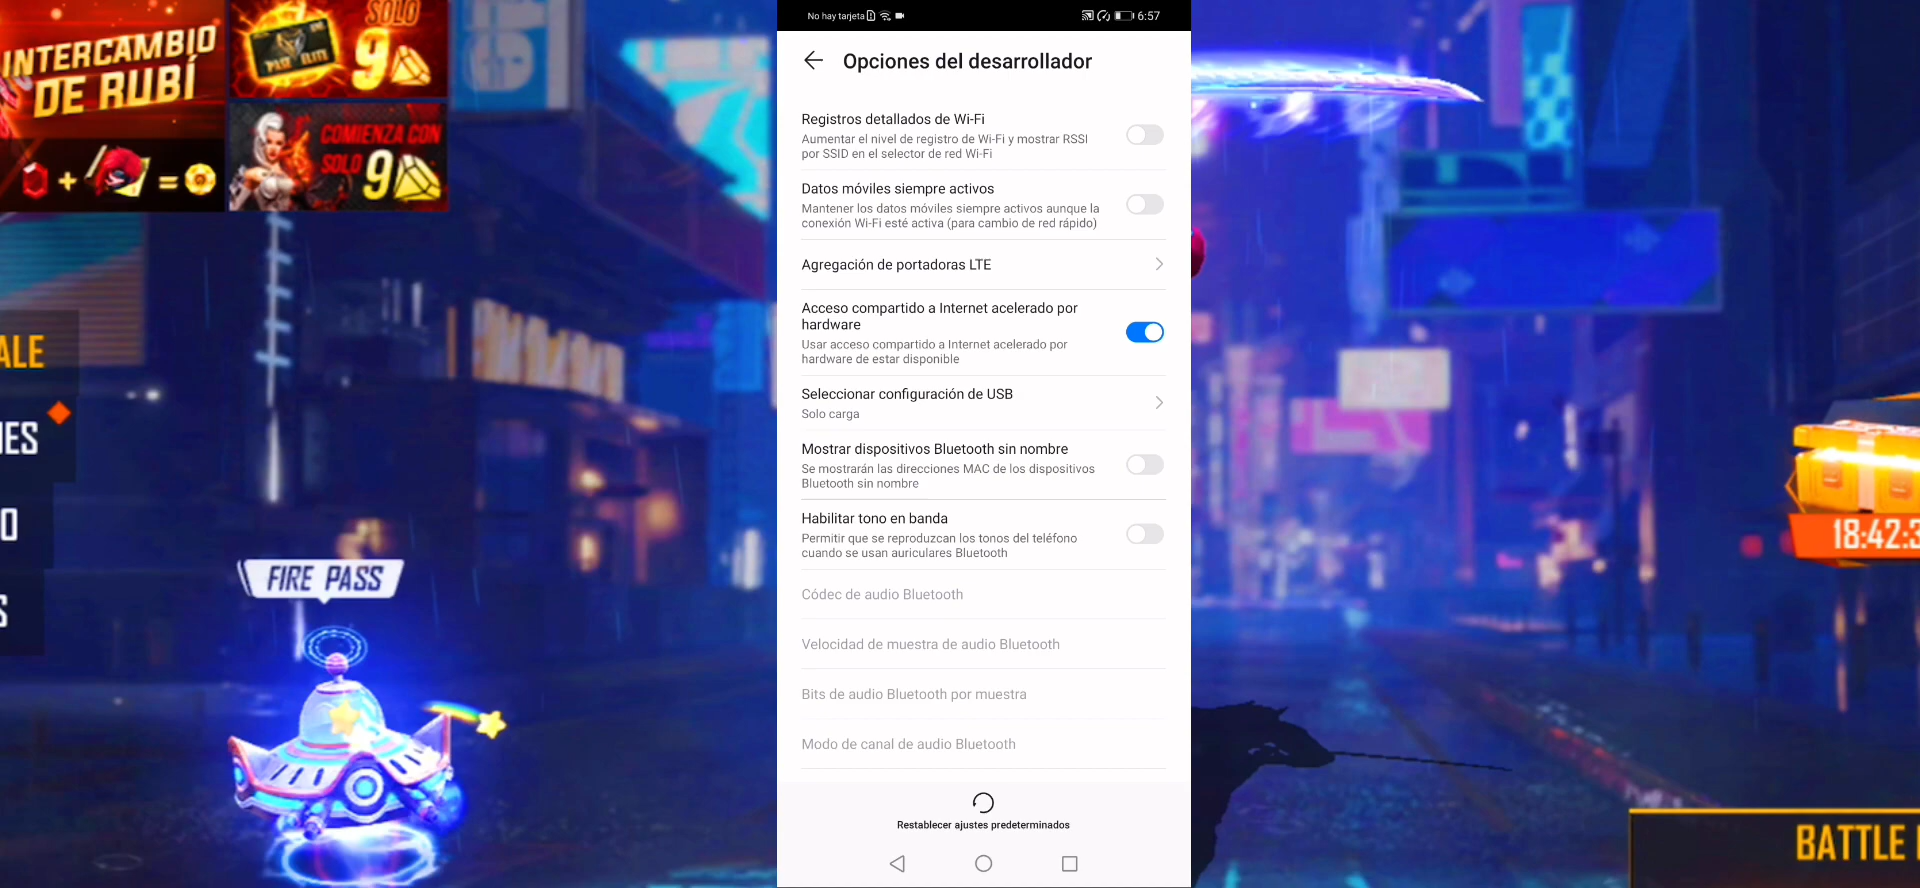 INTERCAMBIO
DE RUBÍ
SOLO
9
COMIENZA CON
SOLO 9
ALE
FIRE PASS
No hay tarjeta
6:57
Opciones del desarrollador
Registros detallados de Wi-Fi
Aumentar el nivel de registro de Wi-Fi y mostrar RSSI
por SSID en el selector de red Wi-Fi
Datos móviles siempre activos
Mantener los datos móviles siempre activos aunque la
conexión Wi-Fi esté activa (para cambio de red rápido)
Agregación de portadoras LTE
Acceso compartido a Internet acelerado por
hardware
Usar acceso compartido a Internet acelerado por
hardware de estar disponible
Seleccionar configuración de USB
Solo carga
Mostrar dispositivos Bluetooth sin nombre
Se mostrarán las direcciones MAC de los dispositivos
Bluetooth sin nombre
Habilitar tono en banda
Permitir que se reproduzcan los tonos del teléfono
cuando se usan auriculares Bluetooth
Códec de audio Bluetooth
Velocidad de muestra de audio Bluetooth
Bits de audio Bluetooth por muestra
Modo de canal de audio Bluetooth
Restablecer ajustes predeterminados
18:42:3
BATTLE